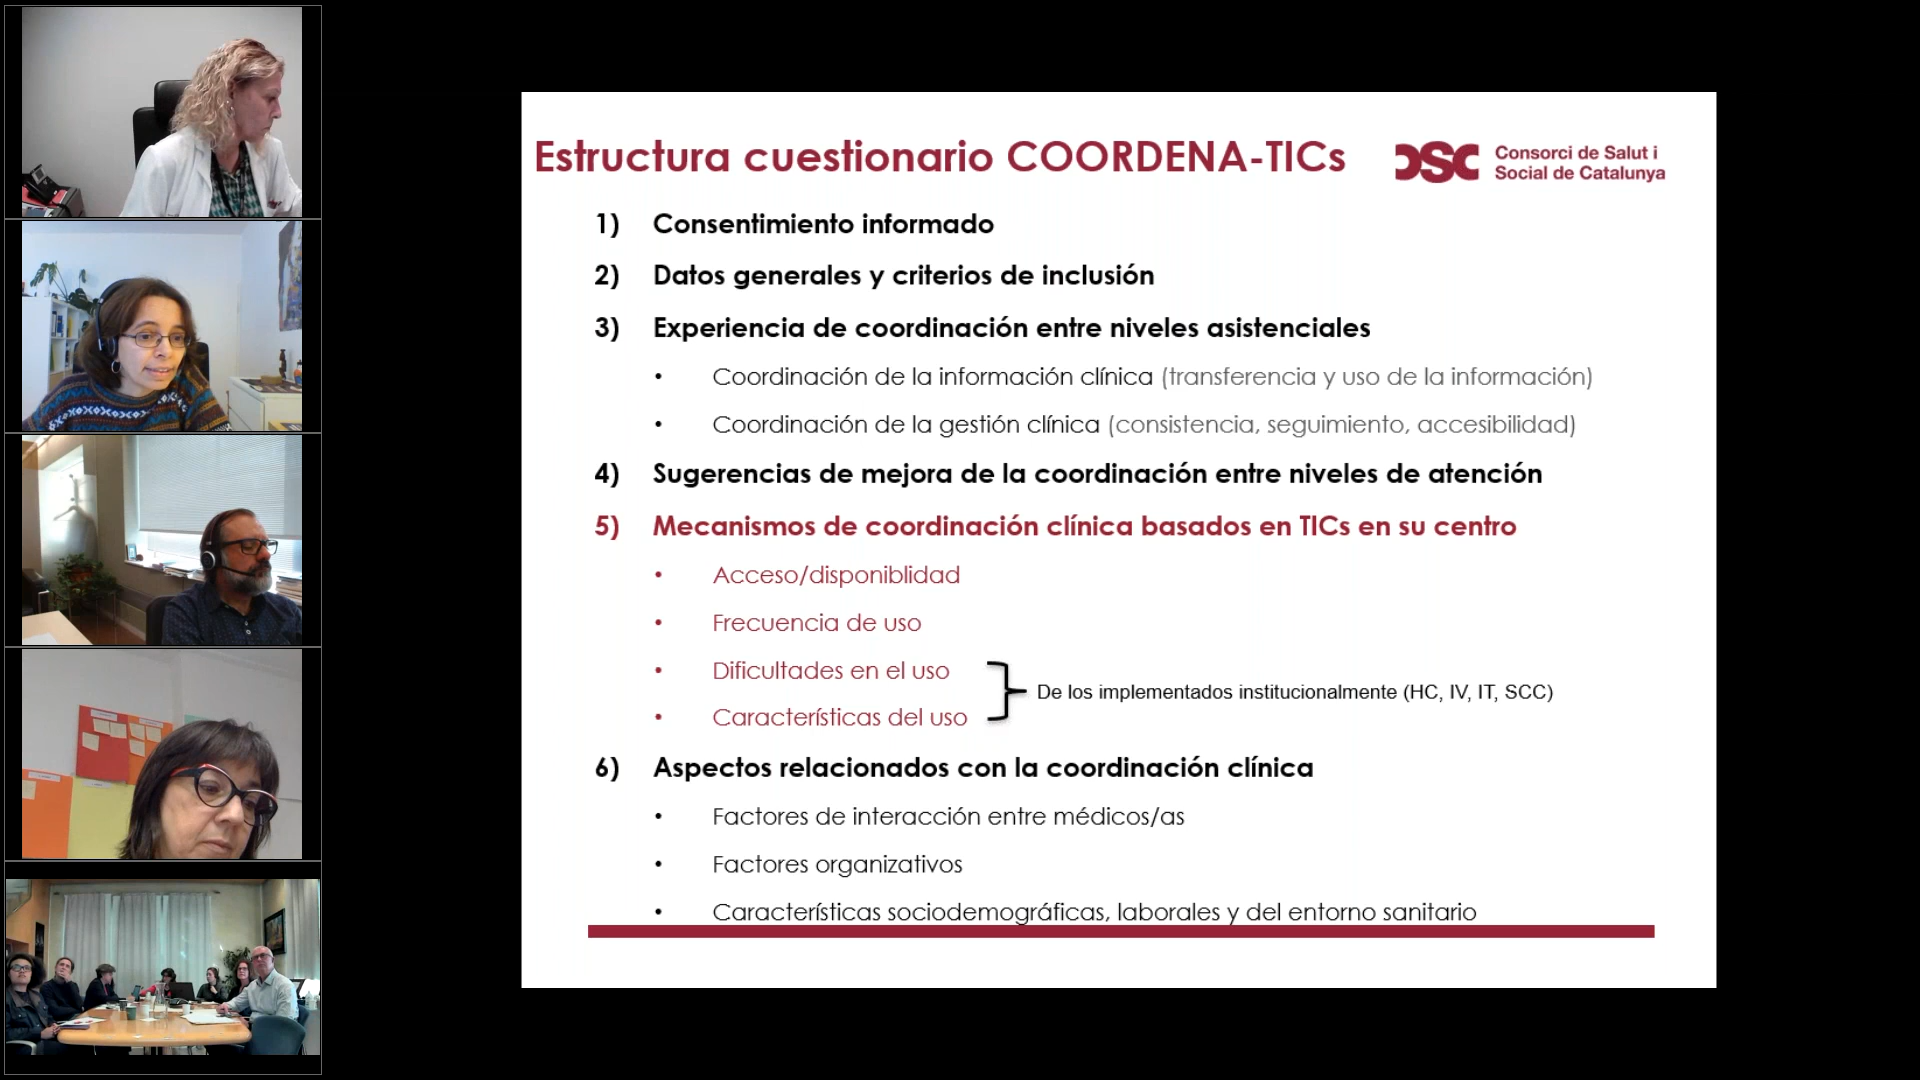 Estructura cuestionario COORDENA-TICs
CSC Consorci de Salut i
Social de Catalunya
1) Consentimiento informado
2) Datos generales y criterios de inclusión
3) Experiencia de coordinación entre niveles asistenciales
• Coordinación de la información clínica (transferencia y uso de la información)
• Coordinación de la gestión clínica (consistencia, seguimiento, accesibilidad)
4) Sugerencias de mejora de la coordinación entre niveles de atención
5) Mecanismos de coordinación clínica basados en TICs en su centro
• Acceso/disponiblidad
• Frecuencia de uso
• Dificultades en el uso
De los implementados institucionalmente (HC, IV, IT, SCC)
• Características del uso
6) Aspectos relacionados con la coordinación clínica
• Factores de interacción entre médicos/as
• Factores organizativos
• Características sociodemográficas, laborales y del entorno sanitario